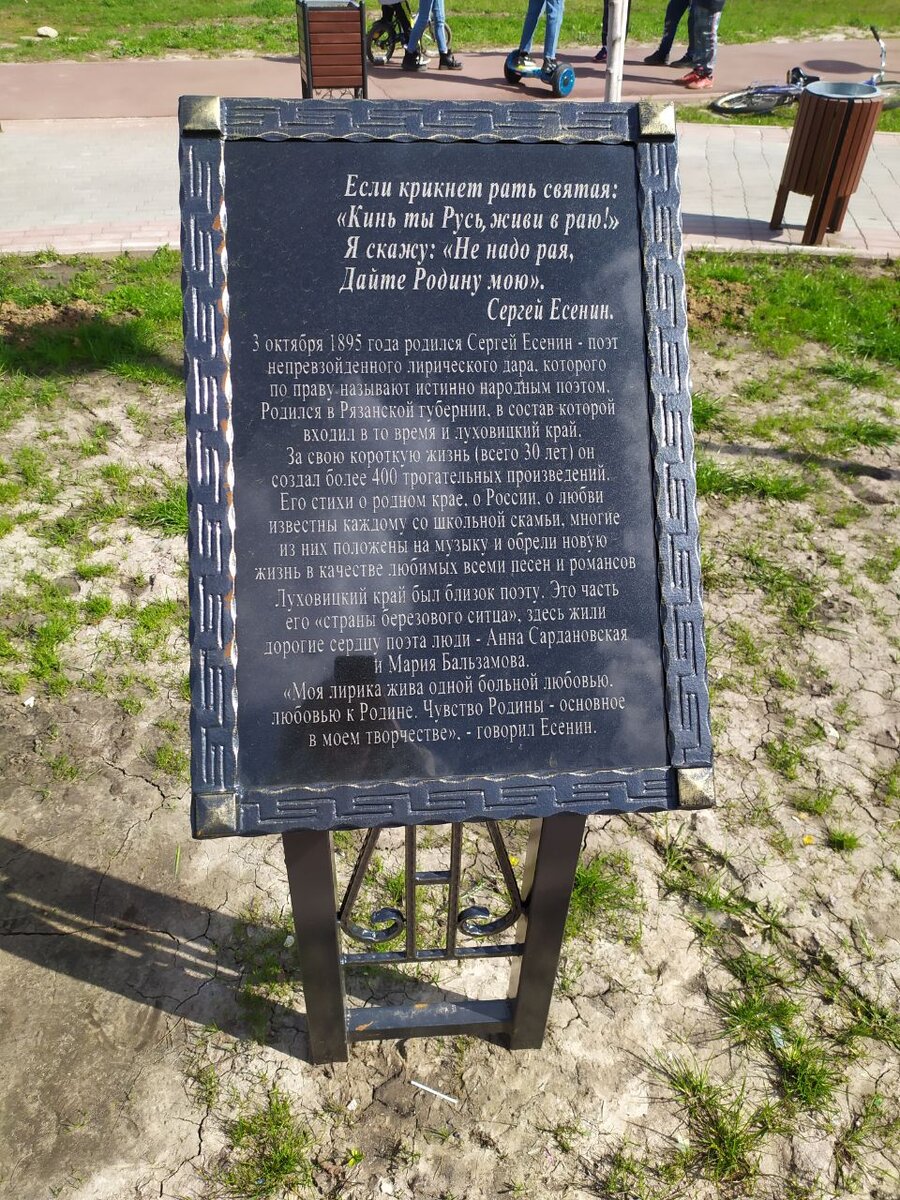 Если крикнет рать святая:
«Кинь ты Русь, живи в раю!»
Я скажу: «Не надо рая,
Дайте Родину мою».
Сергей Есенин.
3 октября 1895 года родился Сергей Есенин - поэт
непревзойденного лирического дара, которого
по праву называют истинно народным поэтом.
Родился в Рязанской губернии, в состав которой
входил в то время и луховицкий край.
За свою короткую жизнь (всего 30 лет) он
создал более 400 трогательных произведений.
Его стихи о родном крае, о России, о любви
известны каждому со школьной скамьи, многие
из них положены на музыку и обрели новую
жизнь в качестве любимых всеми песен и романсов
Луховицкий край был близок поэту. Это часть
его «страны березового ситца», здесь жили
дорогие сердцу поэта люди - Анна Сардановская
и Мария Бальзамова.
«Моя лирика жива одной большой любовью,
любовью к Родине. Чувство Родины - основное
в моем творчестве», - говорил Есенин.